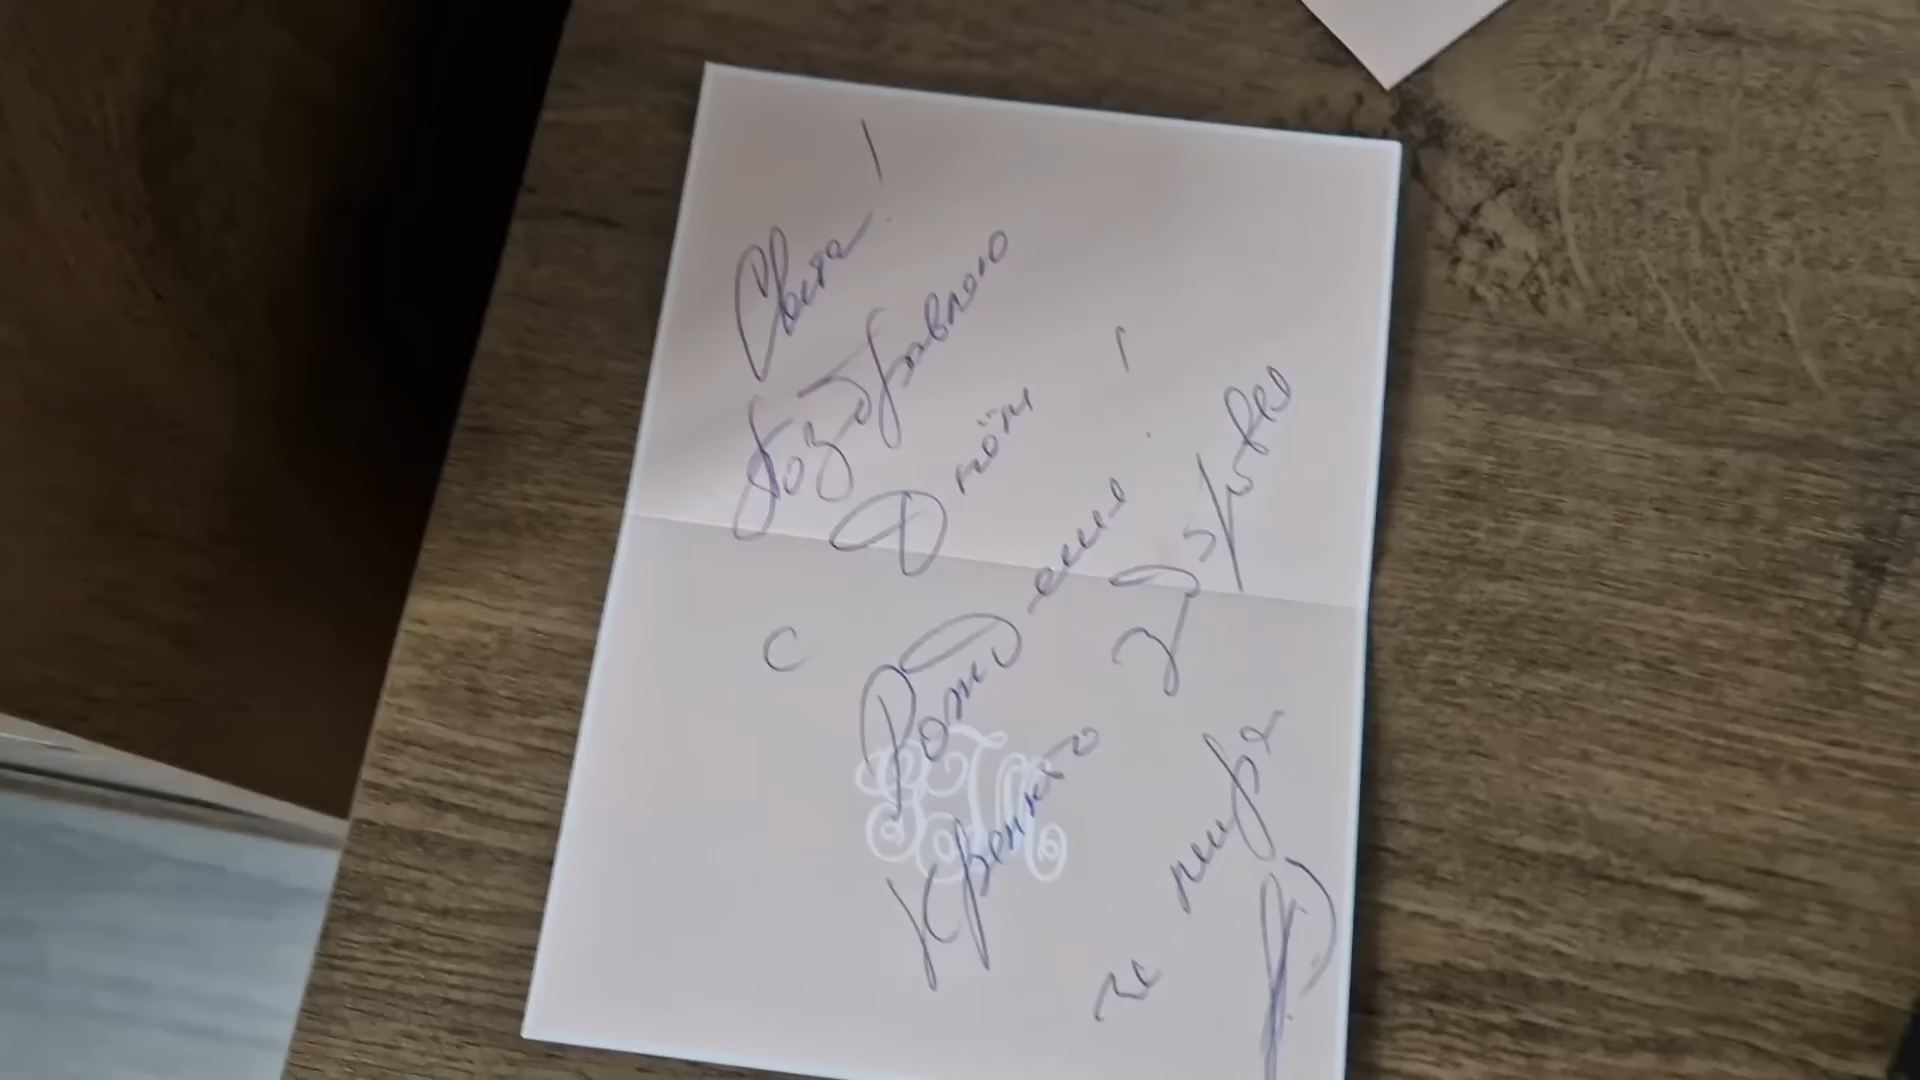 Света!
Поздравляю
с Днём
Рождения!
Крепкого Здоровья
и мира